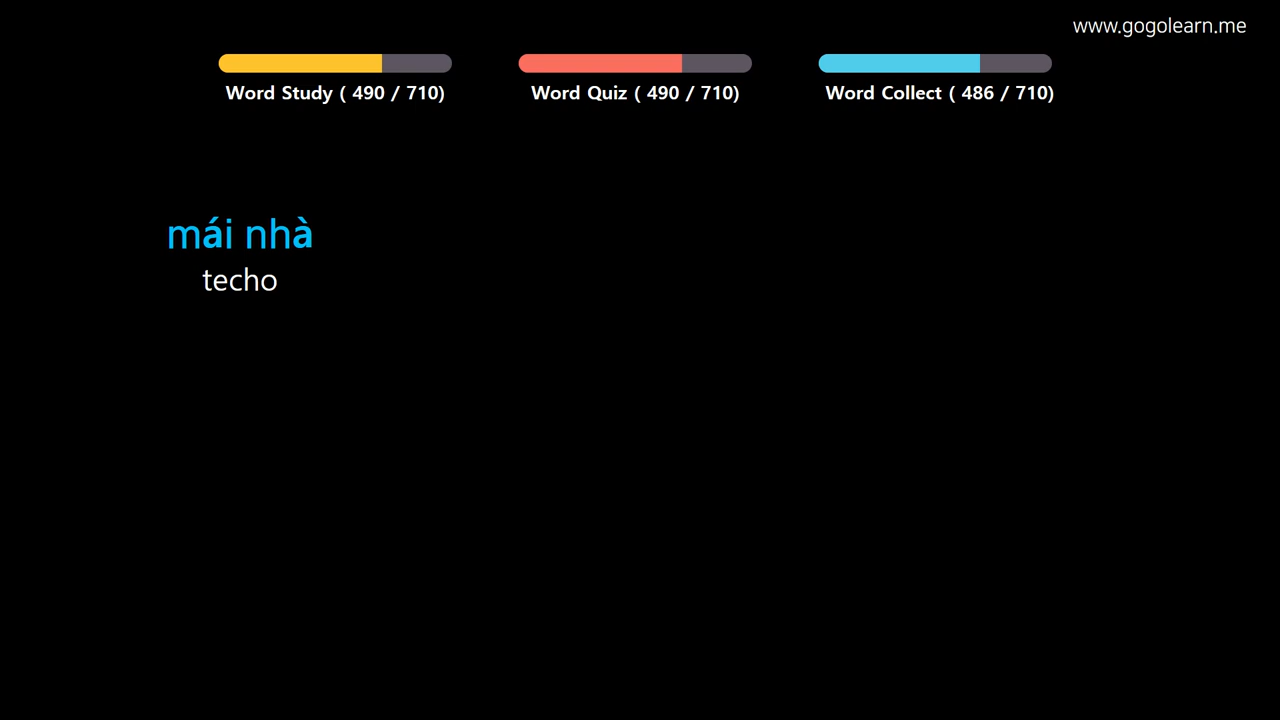 www.gogolearn.me
Word Study ( 490 / 710)
Word Quiz ( 490 / 710)
Word Collect ( 486 / 710)
mái nhà
techo